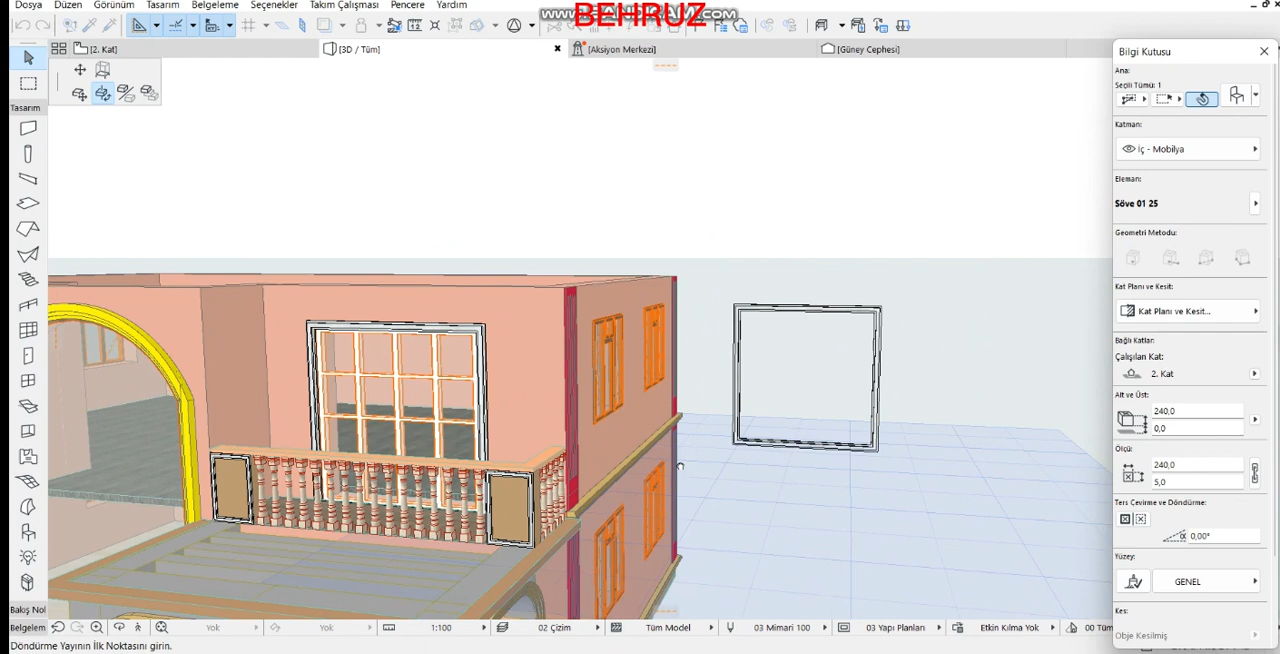 Dosya Düzen Görünüm Tasarım Belgeleme Seçenekler Takım Çalışması Pencere Yardım
BEHRUZ
[2. Kat] [3D / Tüm] [Aksiyon Merkezi] [Güney Cephesi]
Tasarım
Bilgi Kutusu
Ana:
Seçili Tümü: 1
Katman:
İç - Mobilya
Eleman:
Söve 01 25
Geometri Metodu:
Kat Planı ve Kesit:
Kat Planı ve Kesit...
Bağlı Katlar:
Çalışılan Kat:
2. Kat
Alt ve Üst:
240,0
0,0
Ölçü:
240,0
5,0
Ters Çevirme ve Döndürme:
α 0,00°
Yüzey:
GENEL
Kes:
Obje Kesilmiş
Bakış Nol
Belgelem Yok Yok 1:100 02 Çizim Tüm Model 03 Mimari 100 03 Yapı Planları Etkin Kılma Yok 00 Tüm
Döndürme Yayının İlk Noktasını girin.